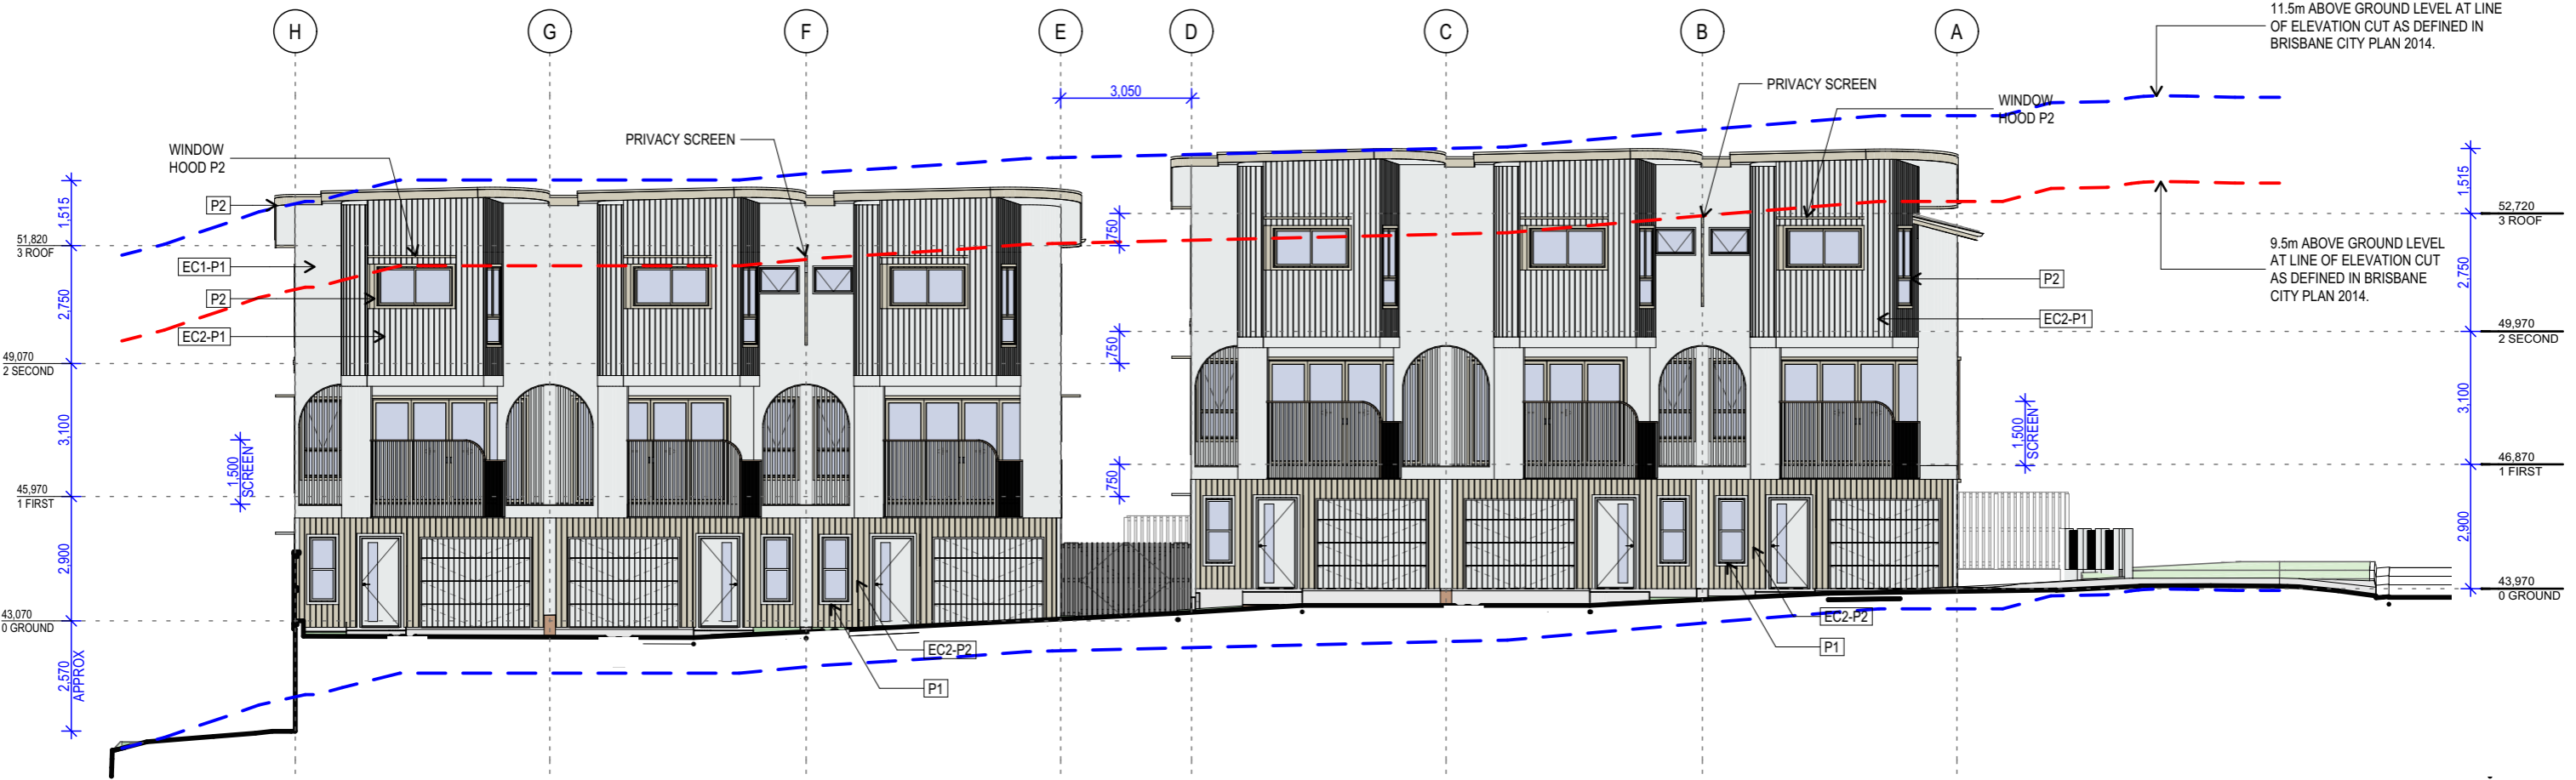 H
G
F
E
D
C
B
A
11.5m ABOVE GROUND LEVEL AT LINE
OF ELEVATION CUT AS DEFINED IN
BRISBANE CITY PLAN 2014.
3,050
PRIVACY SCREEN
WINDOW
HOOD P2
PRIVACY SCREEN
WINDOW
HOOD P2
P2
EC1-P1
P2
EC2-P1
1,515
51,820
3 ROOF
2,750
49,070
2 SECOND
3,100
1,500
SCREEN
45,970
1 FIRST
2,900
43,070
0 GROUND
2,570
APPROX
750
750
750
EC2-P2
P1
EC2-P2
P1
P2
EC2-P1
9.5m ABOVE GROUND LEVEL
AT LINE OF ELEVATION CUT
AS DEFINED IN BRISBANE
CITY PLAN 2014.
1,500
SCREEN
1,515
52,720
3 ROOF
2,750
49,970
2 SECOND
3,100
46,870
1 FIRST
2,900
43,970
0 GROUND